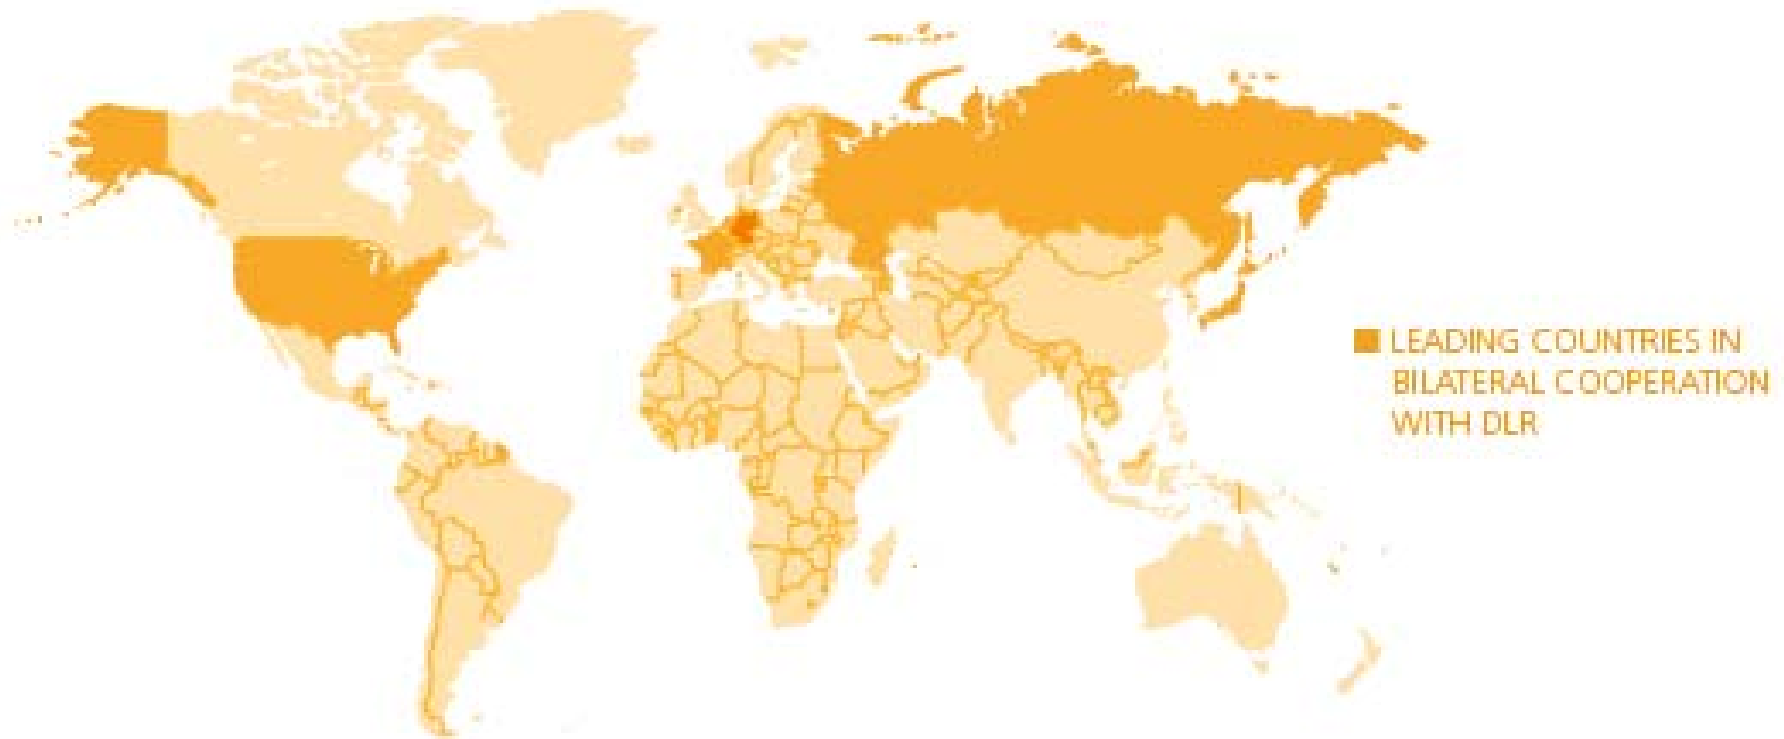 LEADING COUNTRIES IN
BILATERAL COOPERATION
WITH DLR